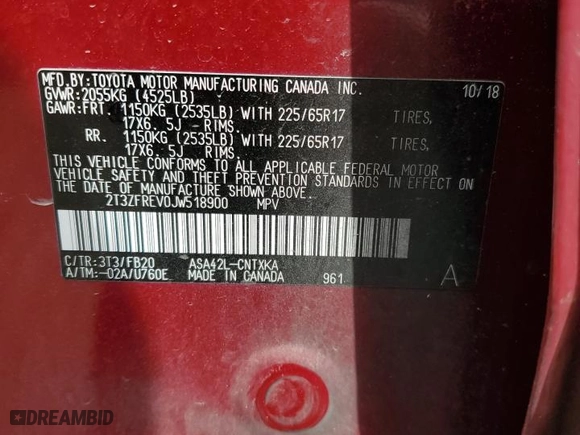 MFD.BY:TOYOTA MOTOR MANUFACTURING CANADA INC. 10/18
GVWR:2055KG (4525LB)
GAWR:FRT. 1150KG (2535LB) WITH 225/65R17 TIRES,
17X6. 5J - RIMS.
RR. 1150KG (2535LB) WITH 225/65R17 TIRES,
17X6. 5J RIMS.
THIS VEHICLE CONFORMS TO ALL APPLICABLE FEDERAL MOTOR
VEHICLE SAFETY AND THEFT PREVENTION STANDARDS IN EFFECT ON
THE DATE OF MANUFACTURE SHOWN ABOVE.
2T3ZFREV0JW518900 MPV
C/TR:3T3/FB20 ASA42L-CNTXKA
A/TM:-02A/U760E MADE IN CANADA 961 A
DREAMBID